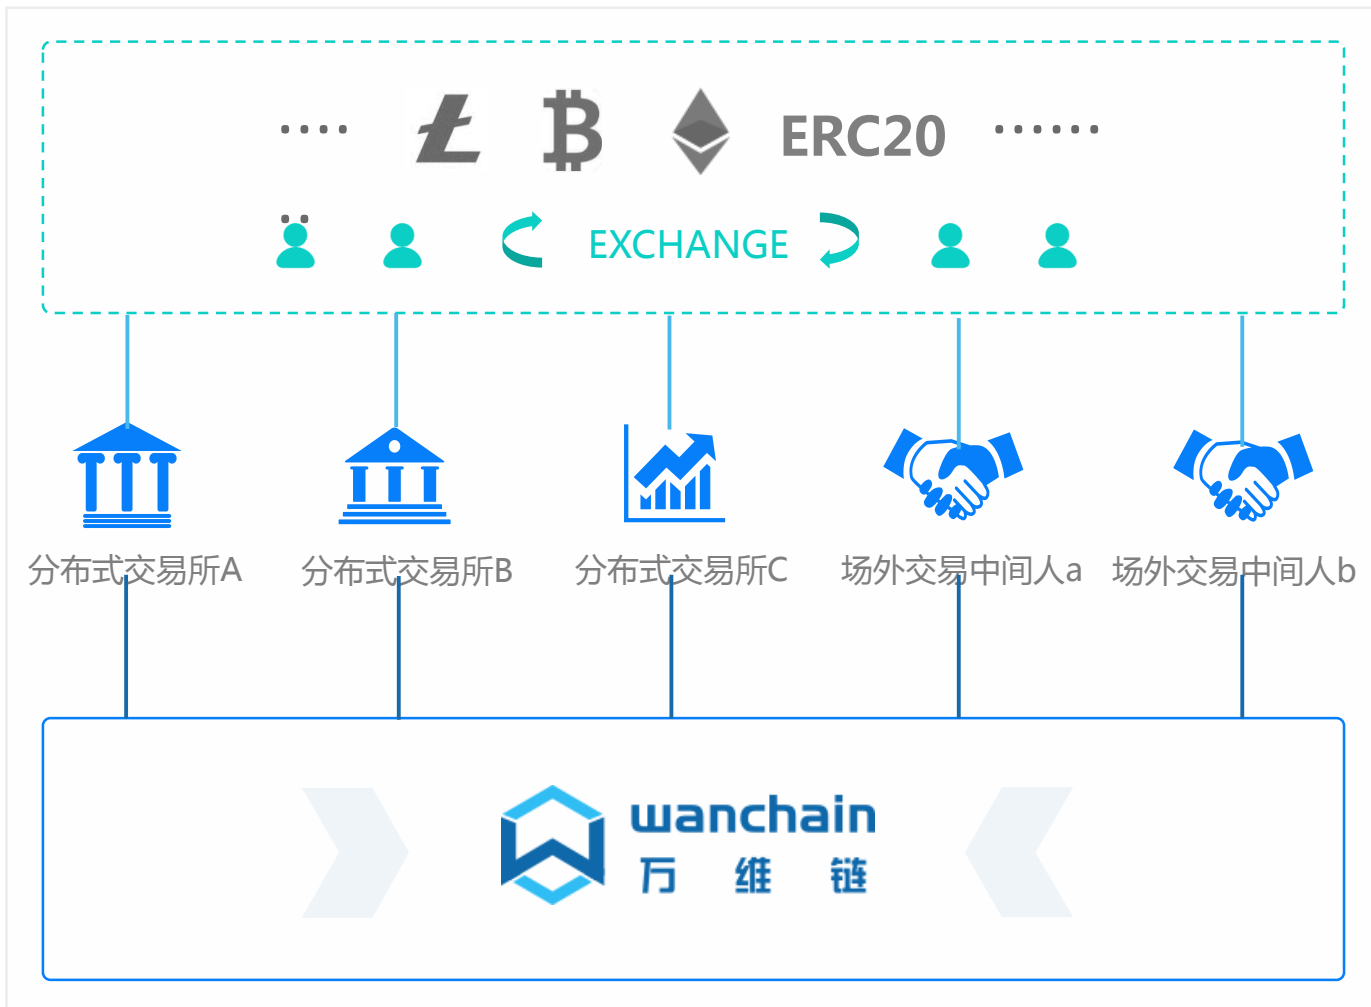 ERC20
EXCHANGE
分布式交易所A
分布式交易所B
分布式交易所C
场外交易中间人a
场外交易中间人b
wanchain
万维链